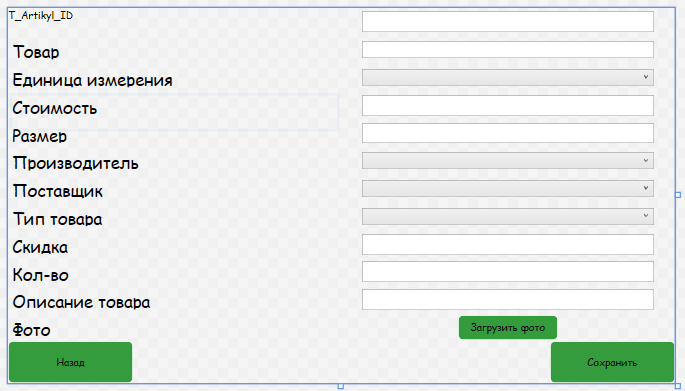 T_Artikyl_ID
Товар
Единица измерения
Стоимость
Размер
Производитель
Поставщик
Тип товара
Скидка
Кол-во
Описание товара
Фото
Загрузить фото
Назад
Сохранить